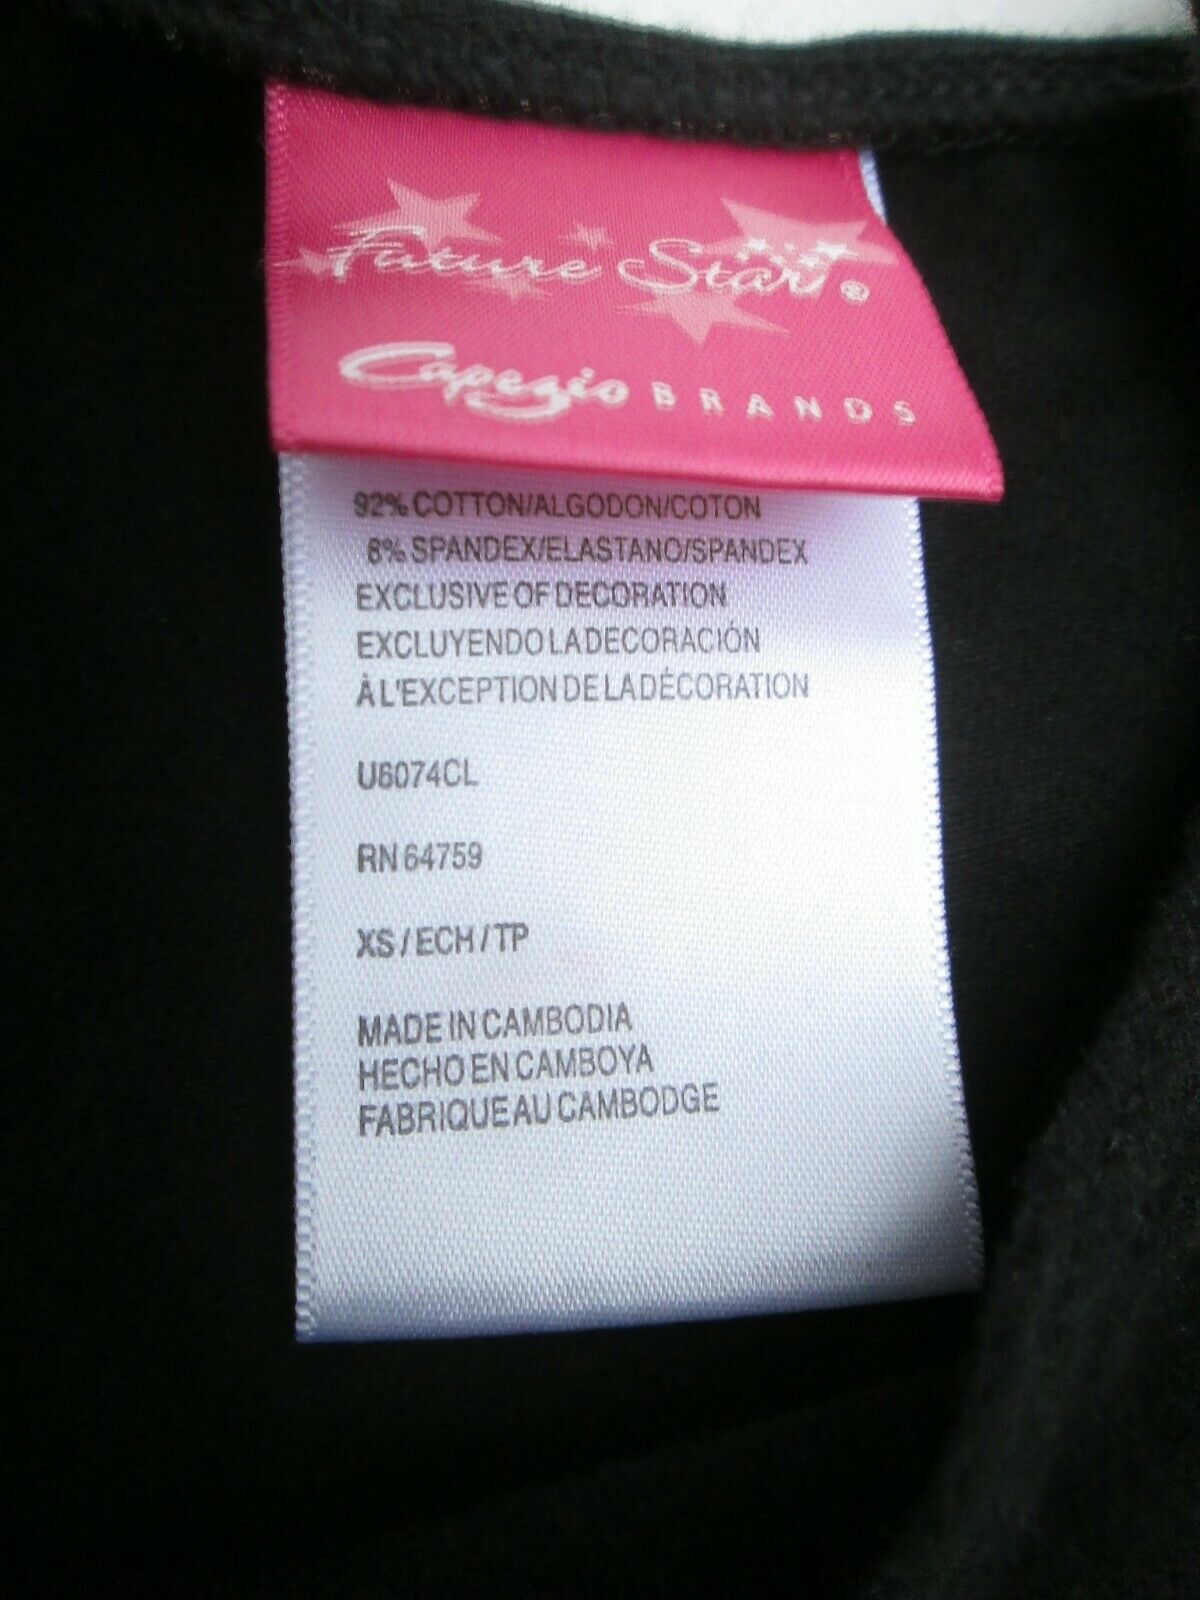 Future Star®
Capezio BRANDS
92% COTTON/ALGODON/COTON
8% SPANDEX/ELASTANO/SPANDEX
EXCLUSIVE OF DECORATION
EXCLUYENDO LA DECORACIÓN
À L'EXCEPTION DE LA DÉCORATION
U6074CL
RN 64759
XS / ECH / TP
MADE IN CAMBODIA
HECHO EN CAMBOYA
FABRIQUE AU CAMBODGE